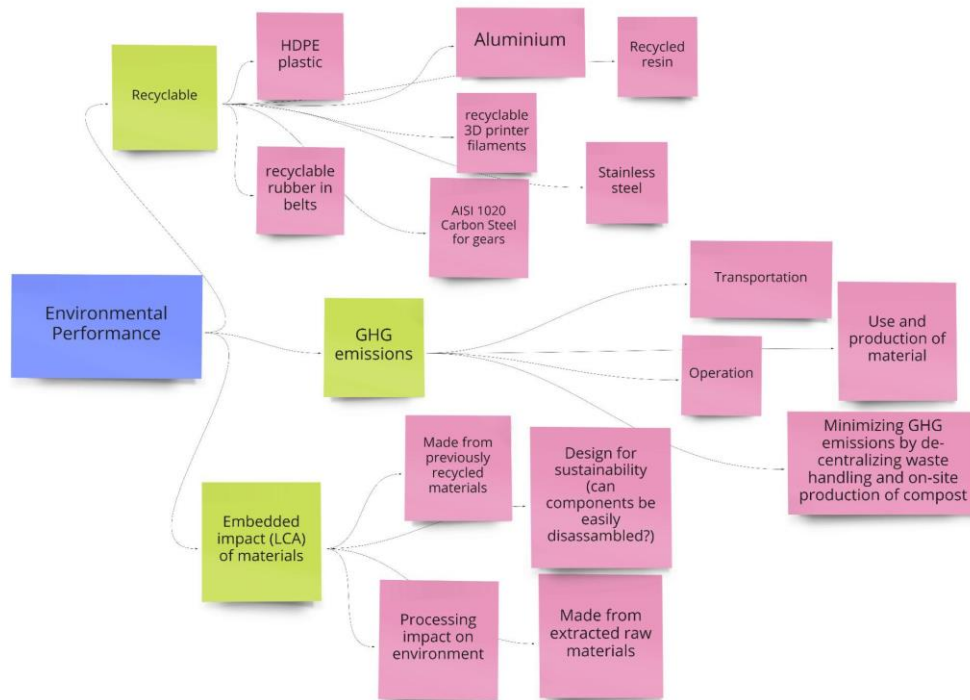 HDPE
plastic
Aluminium
Recycled
resin
Recyclable
recyclable
3D printer
filaments
recyclable
rubber in
belts
Stainless
steel
AISI 1020
Carbon Steel
for gears
Environmental
Performance
GHG
emissions
Transportation
Use and
production of
material
Operation
Minimizing GHG
emissions by de-
centralizing waste
handling and on-site
production of compost
Embedded
impact (LCA)
of materials
Made from
previously
recycled
materials
Design for
sustainability
(can
components be
easily
disassambled?)
Processing
impact on
environment
Made from
extracted raw
materials